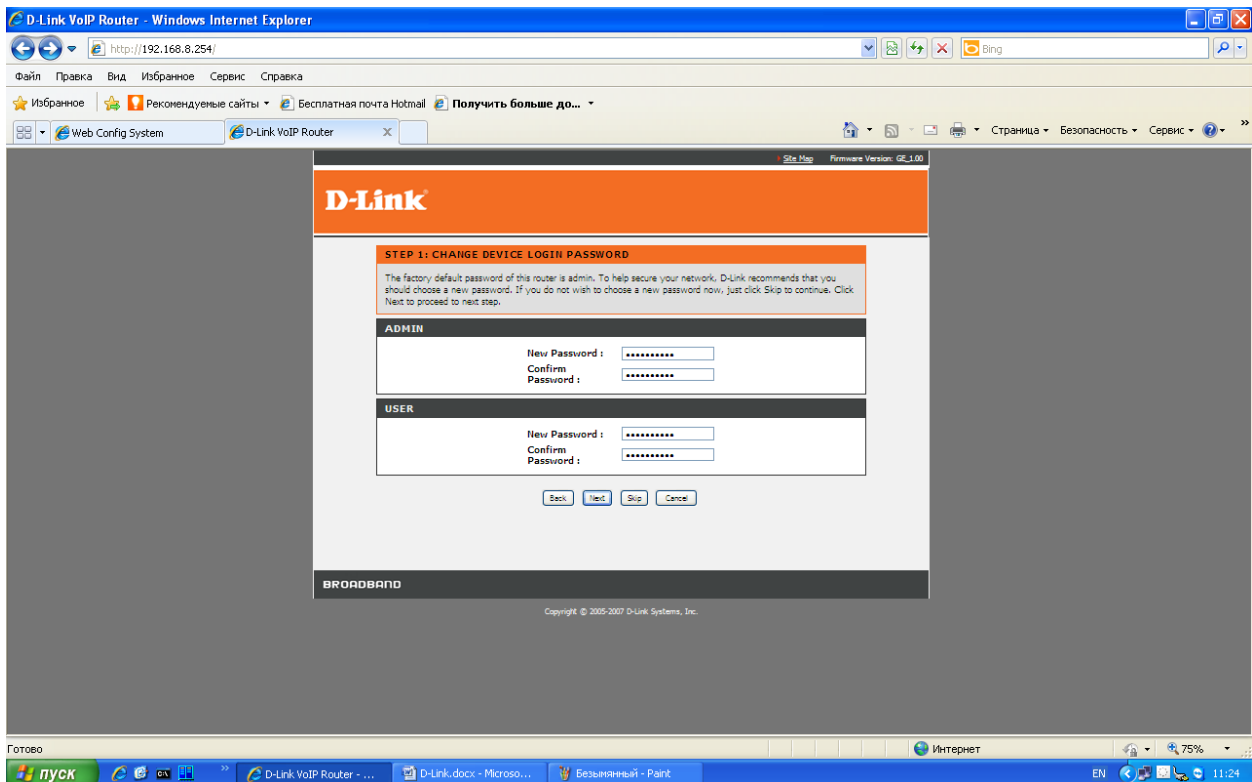 D-Link VoIP Router - Windows Internet Explorer
http://192.168.8.254/
Bing
Файл Правка Вид Избранное Сервис Справка
Избранное Рекомендуемые сайты Бесплатная почта Hotmail Получить больше до...
Web Config System D-Link VoIP Router X Страница Безопасность Сервис »
Site Map Firmware Version: GE_1.00
D-Link
STEP 1: CHANGE DEVICE LOGIN PASSWORD
The factory default password of this router is admin. To help secure your network, D-Link recommends that you
should choose a new password. If you do not wish to choose a new password now, just click Skip to continue. Click
Next to proceed to next step.
ADMIN
New Password : ••••••••••
Confirm
Password : ••••••••••
USER
New Password : ••••••••••
Confirm
Password : ••••••••••
Back Next Skip Cancel
BROADBAND
Copyright © 2005-2007 D-Link Systems, Inc.
Готово Интернет 75%
пуск » D-Link VoIP Router - ... D-Link.docx - Microso... Безымянный - Paint EN 11:24